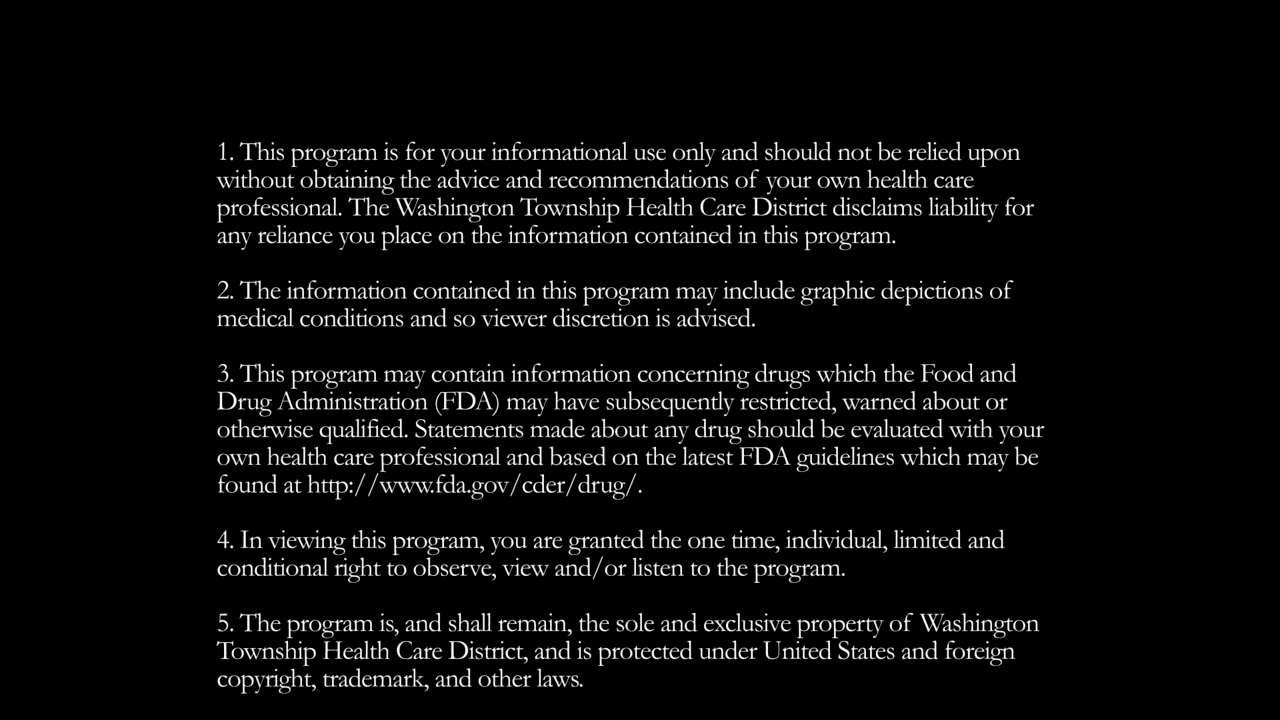 1. This program is for your informational use only and should not be relied upon
without obtaining the advice and recommendations of your own health care
professional. The Washington Township Health Care District disclaims liability for
any reliance you place on the information contained in this program.
2. The information contained in this program may include graphic depictions of
medical conditions and so viewer discretion is advised.
3. This program may contain information concerning drugs which the Food and
Drug Administration (FDA) may have subsequently restricted, warned about or
otherwise qualified. Statements made about any drug should be evaluated with your
own health care professional and based on the latest FDA guidelines which may be
found at http://www.fda.gov/cder/drug/.
4. In viewing this program, you are granted the one time, individual, limited and
conditional right to observe, view and/or listen to the program.
5. The program is, and shall remain, the sole and exclusive property of Washington
Township Health Care District, and is protected under United States and foreign
copyright, trademark, and other laws.